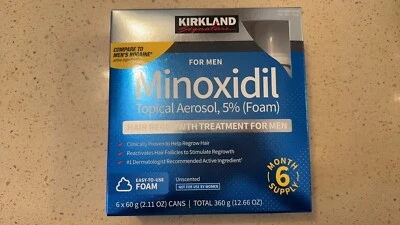 KIRKLAND
Signature
COMPARE TO
MEN'S ROGAINE®
FOR MEN
Minoxidil
Topical Aerosol, 5% (Foam)
HAIR REGROWTH TREATMENT FOR MEN
• Clinically Proven to Help Regrow Hair
• Reactivates Hair Follicles to Stimulate Regrowth
• #1 Dermatologist Recommended Active Ingredient†
MONTH
6
SUPPLY
EASY-TO-USE
FOAM
Unscented
NOT FOR USE BY WOMEN
6 x 60 g (2.11 OZ) CANS | TOTAL 360 g (12.66 OZ)